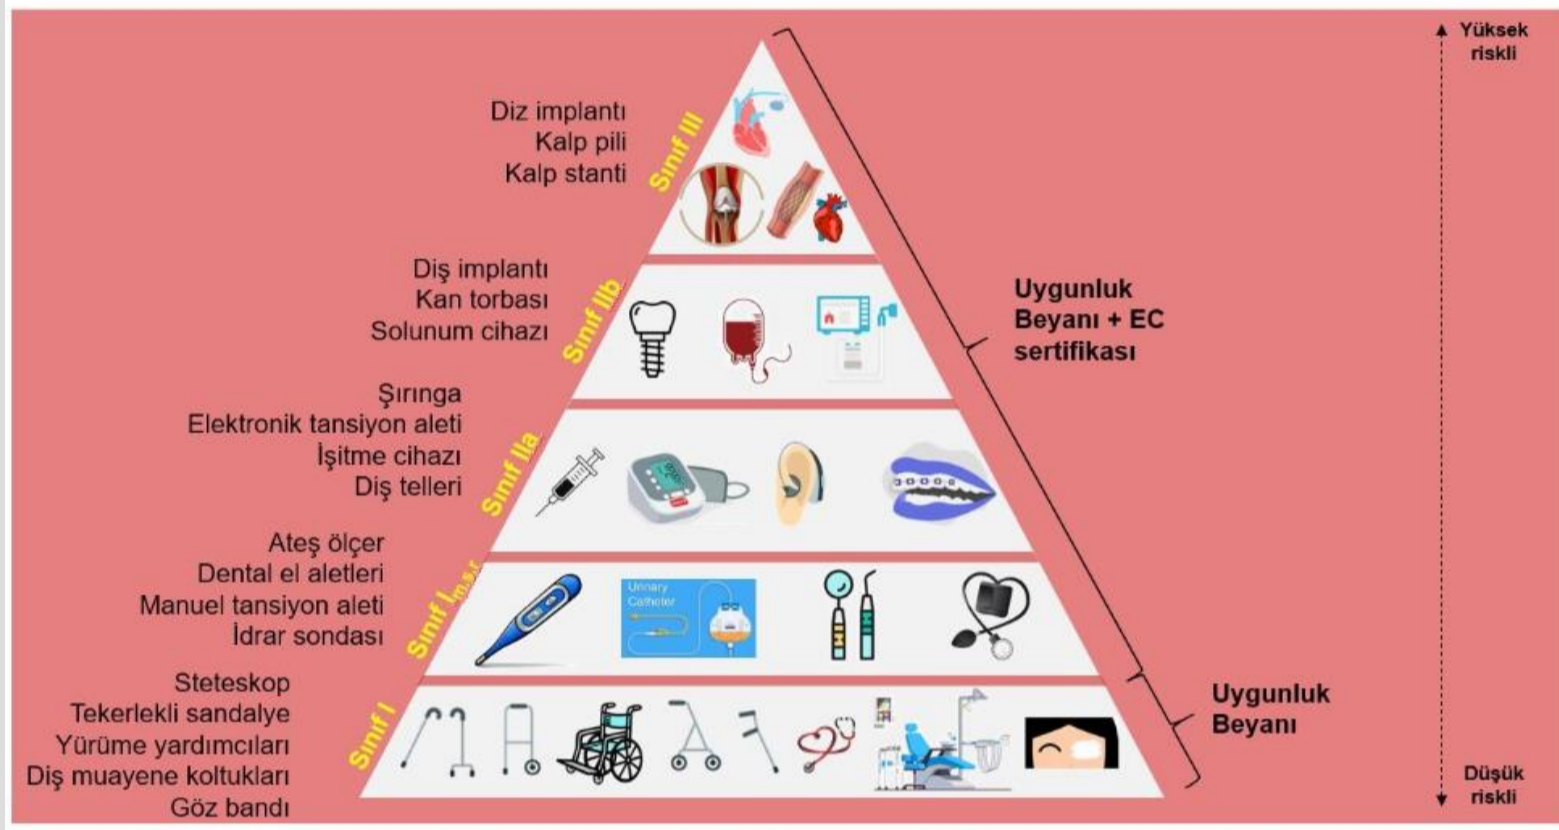 Yüksek
riskli
Diz implantı
Kalp pili
Kalp stanti
Sınıf III
Diş implantı
Kan torbası
Solunum cihazı
Sınıf IIb
Uygunluk
Beyanı + EC
sertifikası
Şırınga
Elektronik tansiyon aleti
İşitme cihazı
Diş telleri
Sınıf IIa
Ateş ölçer
Dental el aletleri
Manuel tansiyon aleti
İdrar sondası
Sınıf Im,s,r
Urinary
Catheter
Steteskop
Tekerlekli sandalye
Yürüme yardımcıları
Diş muayene koltukları
Göz bandı
Sınıf I
Uygunluk
Beyanı
Düşük
riskli